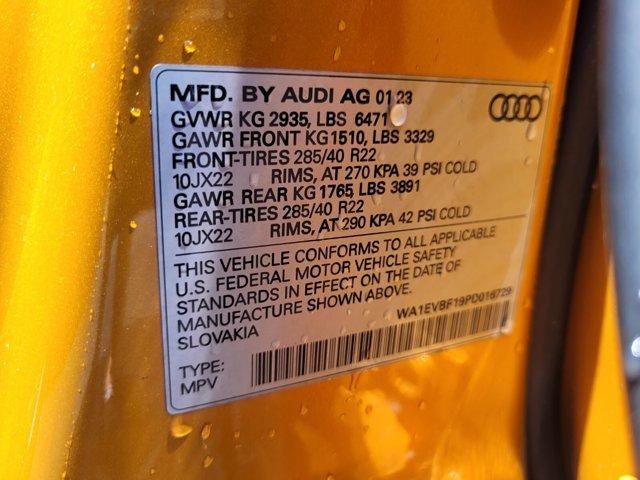 MFD. BY AUDI AG 01 23
GVWR KG 2935, LBS 6471
GAWR FRONT KG 1510, LBS 3329
FRONT-TIRES 285/40 R22
10JX22 RIMS, AT 270 KPA 39 PSI COLD
GAWR REAR KG 1765, LBS 3891
REAR-TIRES 285/40 R22
10JX22 RIMS, AT 290 KPA 42 PSI COLD
THIS VEHICLE CONFORMS TO ALL APPLICABLE
U.S. FEDERAL MOTOR VEHICLE SAFETY
STANDARDS IN EFFECT ON THE DATE OF
MANUFACTURE SHOWN ABOVE.
SLOVAKIA
WA1EVBF19PD016729
TYPE:
MPV